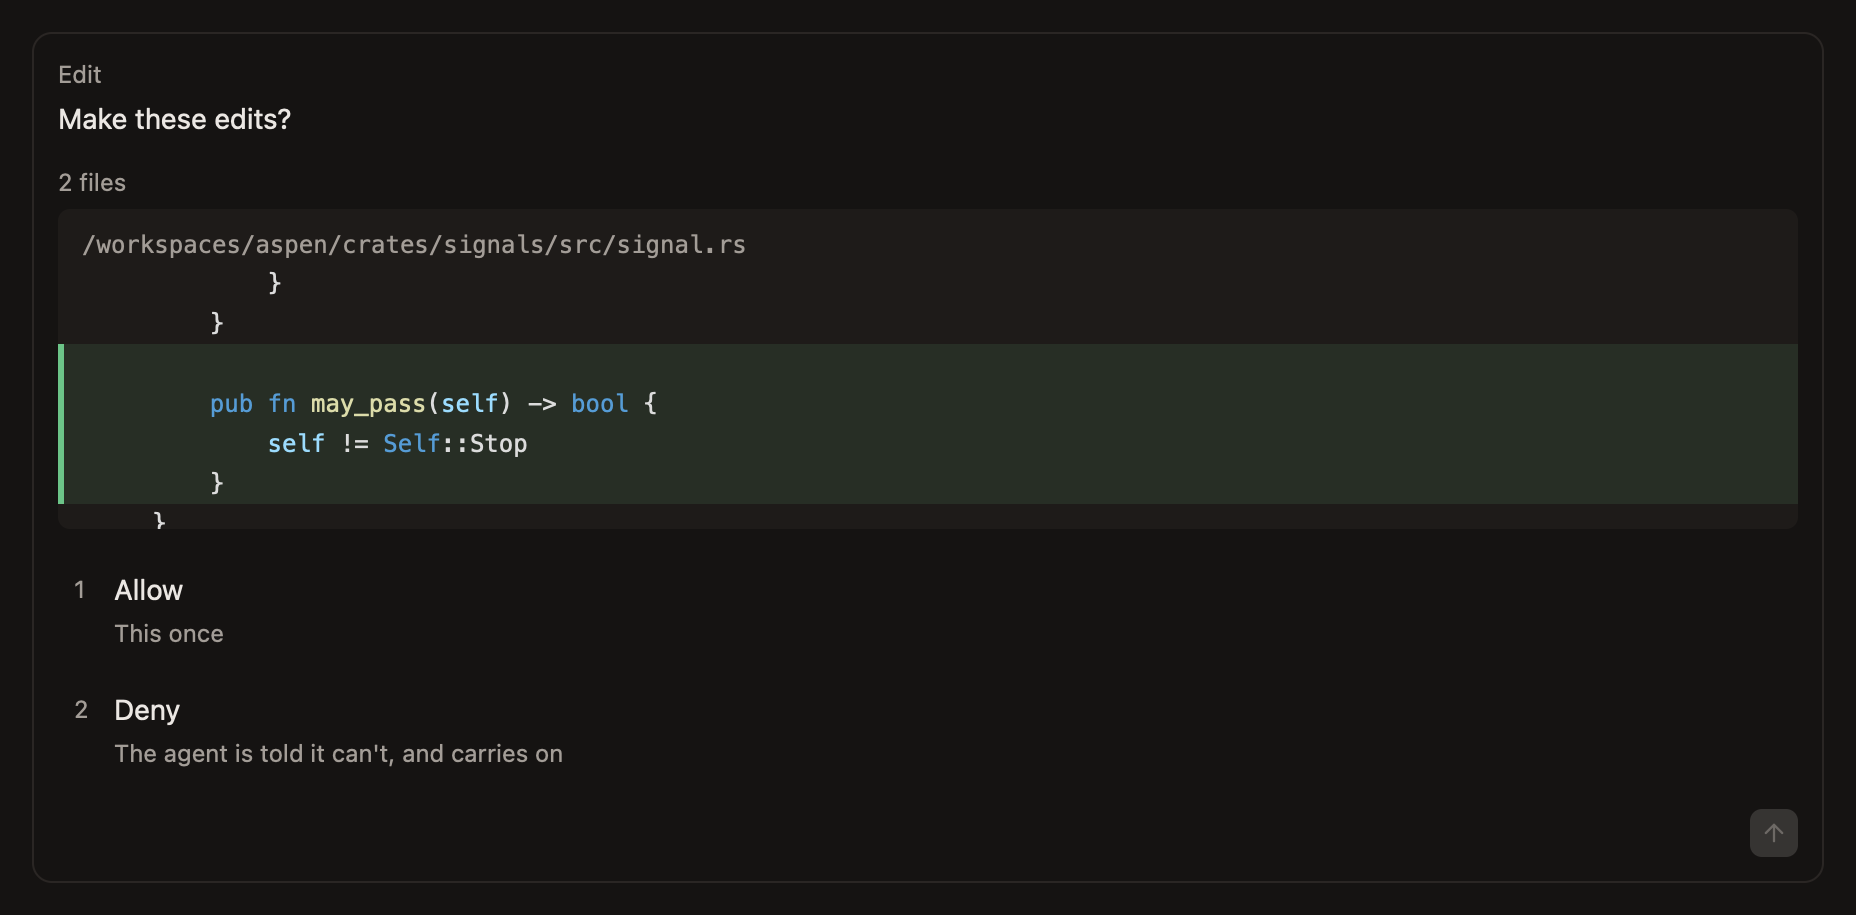 Edit
Make these edits?
2 files
/workspaces/aspen/crates/signals/src/signal.rs
}
}
pub fn may_pass(self) -> bool {
self != Self::Stop
}
}
1 Allow
This once
2 Deny
The agent is told it can't, and carries on